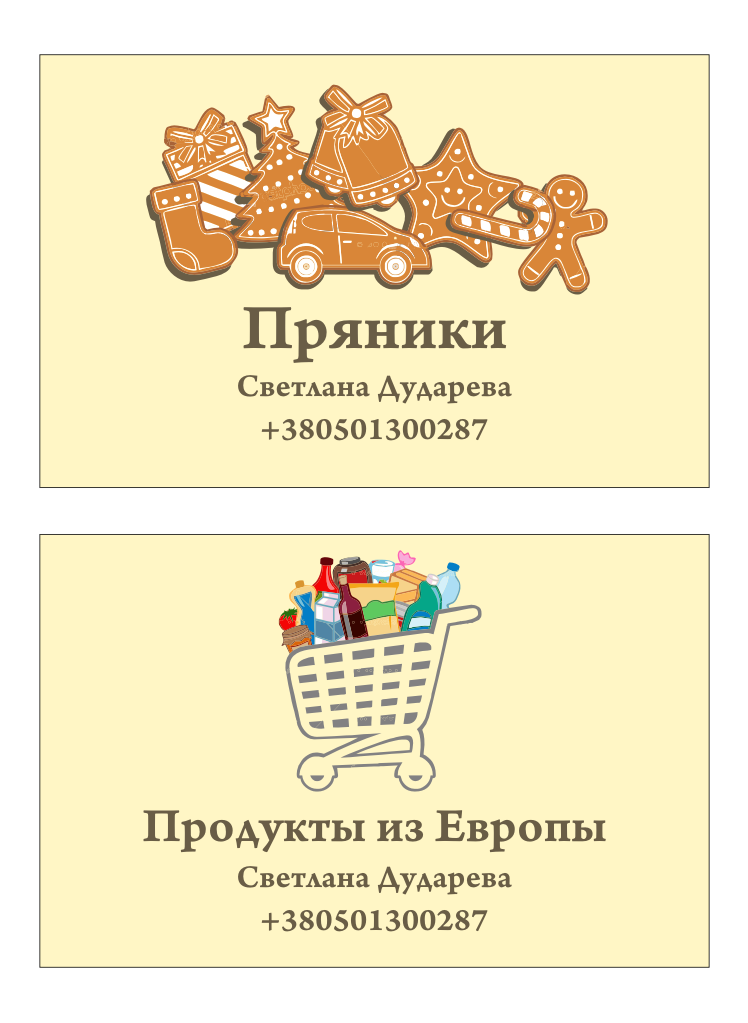 Пряники
Светлана Дударева
+380501300287
Продукты из Европы
Светлана Дударева
+380501300287